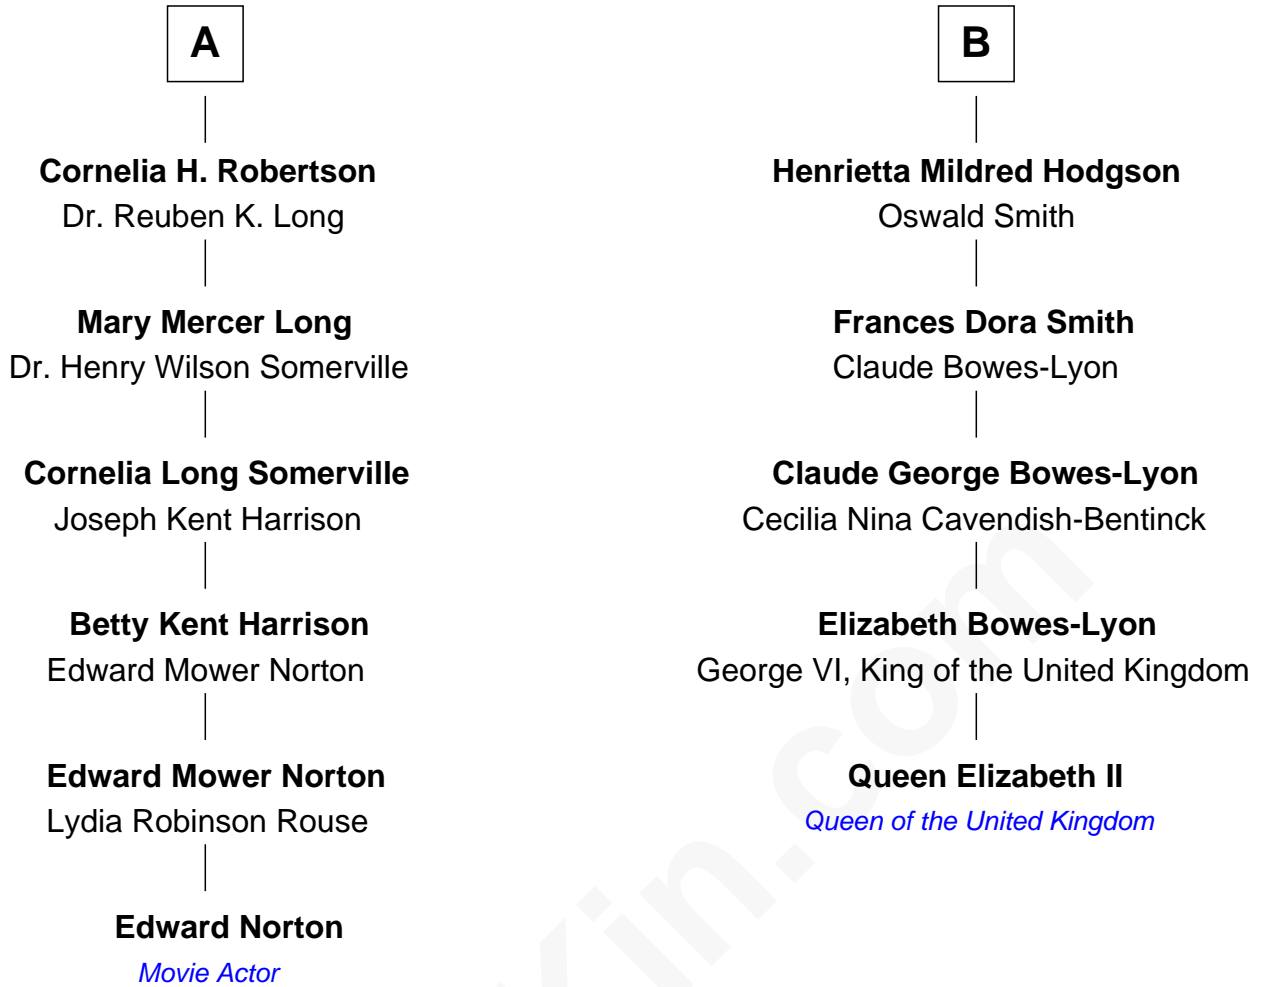 A
B
Cornelia H. Robertson
Dr. Reuben K. Long
Henrietta Mildred Hodgson
Oswald Smith
Mary Mercer Long
Dr. Henry Wilson Somerville
Frances Dora Smith
Claude Bowes-Lyon
Cornelia Long Somerville
Joseph Kent Harrison
Claude George Bowes-Lyon
Cecilia Nina Cavendish-Bentinck
Betty Kent Harrison
Edward Mower Norton
Elizabeth Bowes-Lyon
George VI, King of the United Kingdom
Edward Mower Norton
Lydia Robinson Rouse
Queen Elizabeth II
Queen of the United Kingdom
Edward Norton
Movie Actor
Kin.com